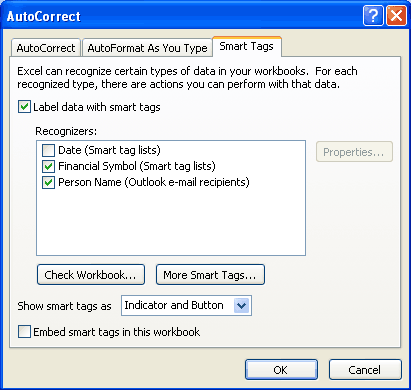 AutoCorrect
AutoCorrect AutoFormat As You Type Smart Tags
Excel can recognize certain types of data in your workbooks. For each
recognized type, there are actions you can perform with that data.
Label data with smart tags
Recognizers:
Date (Smart tag lists)
Financial Symbol (Smart tag lists)
Person Name (Outlook e-mail recipients)
Properties...
Check Workbook... More Smart Tags...
Show smart tags as Indicator and Button
Embed smart tags in this workbook
OK Cancel